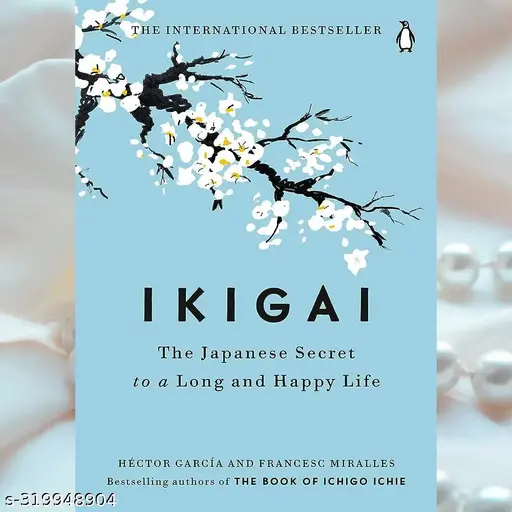 THE INTERNATIONAL BESTSELLER
IKIGAI
The Japanese Secret
to a Long and Happy Life
HÉCTOR GARCÍA AND FRANCESC MIRALLES
Bestselling authors of THE BOOK OF ICHIGO ICHIE
s-319948904